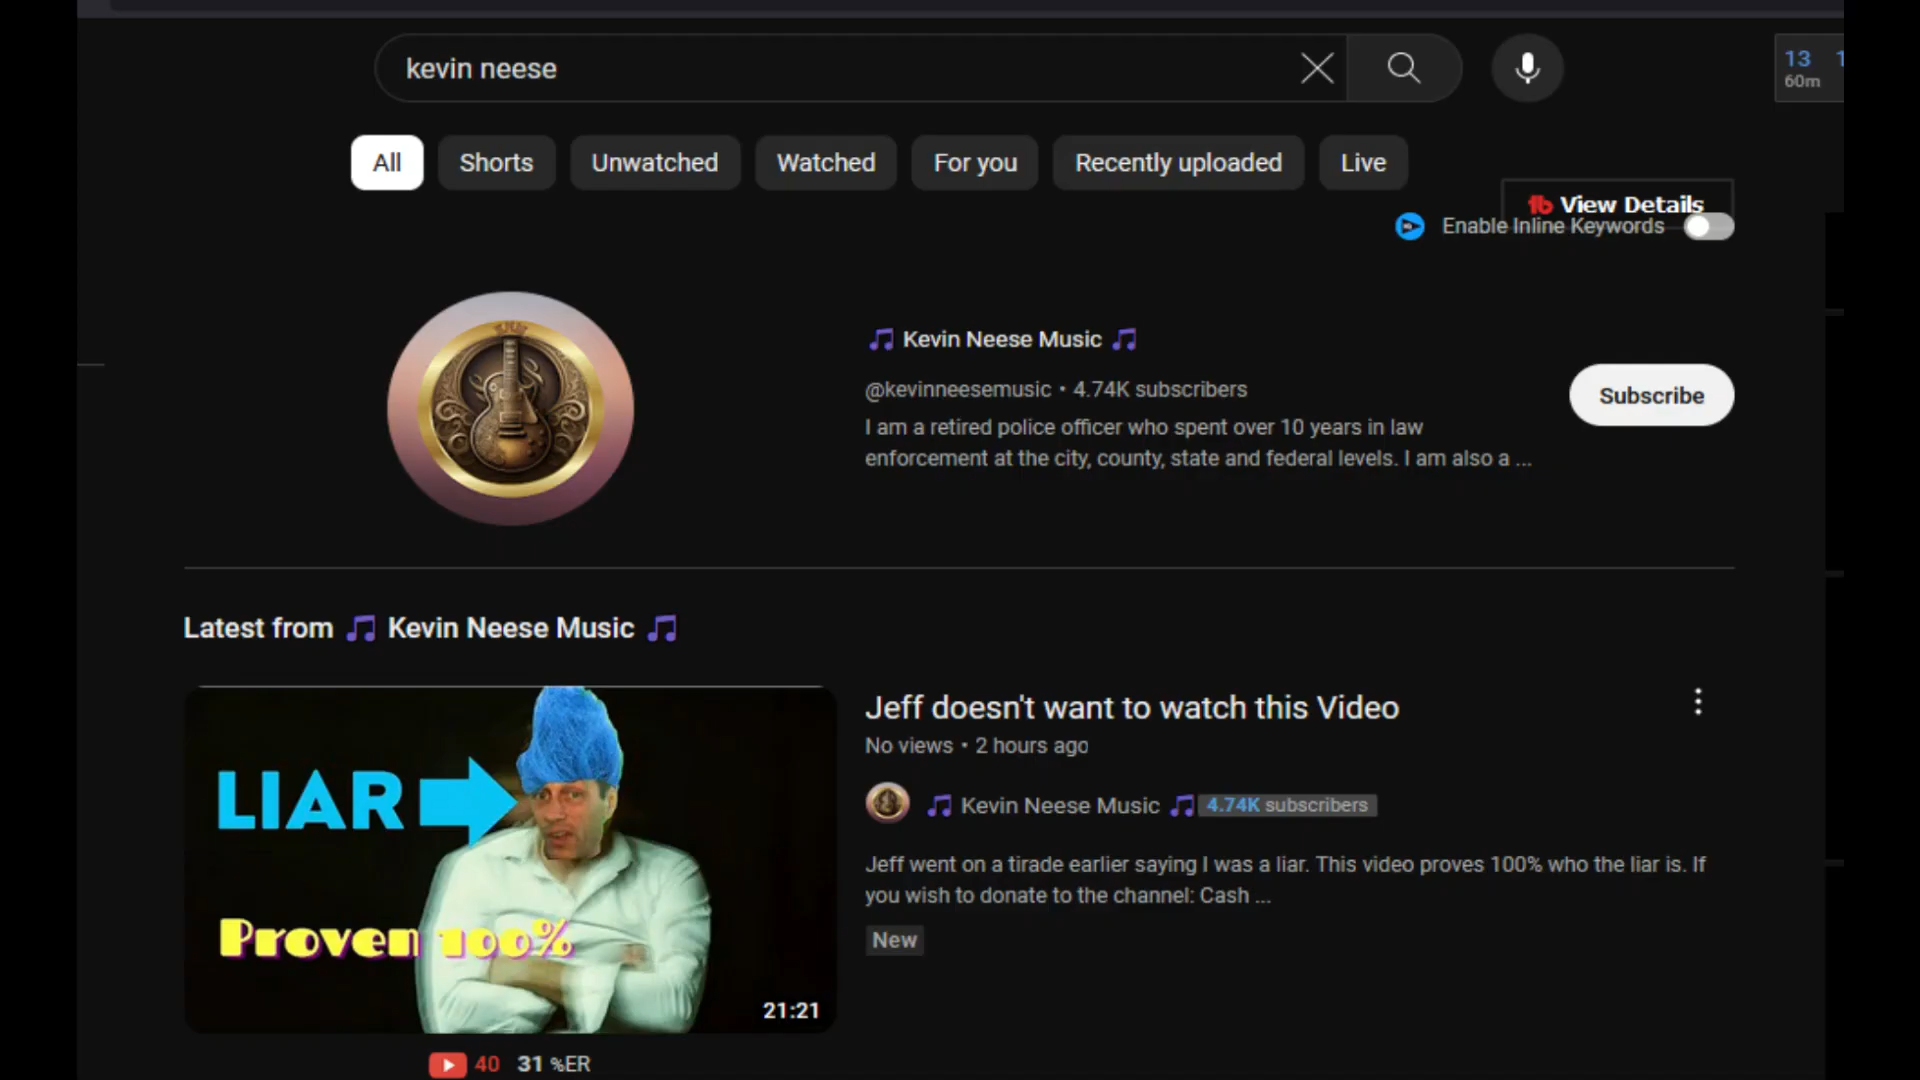 kevin neese
13
60m
All
Shorts
Unwatched
Watched
For you
Recently uploaded
Live
View Details
Enable Inline Keywords
Kevin Neese Music
@kevinneesemusic • 4.74K subscribers
I am a retired police officer who spent over 10 years in law
enforcement at the city, county, state and federal levels. I am also a ...
Subscribe
Latest from 🎵 Kevin Neese Music 🎵
LIAR
Proven 100%
21:21
Jeff doesn't want to watch this Video
No views • 2 hours ago
Kevin Neese Music 🎵 4.74K subscribers
Jeff went on a tirade earlier saying I was a liar. This video proves 100% who the liar is. If
you wish to donate to the channel: Cash ...
New
40 31 %ER